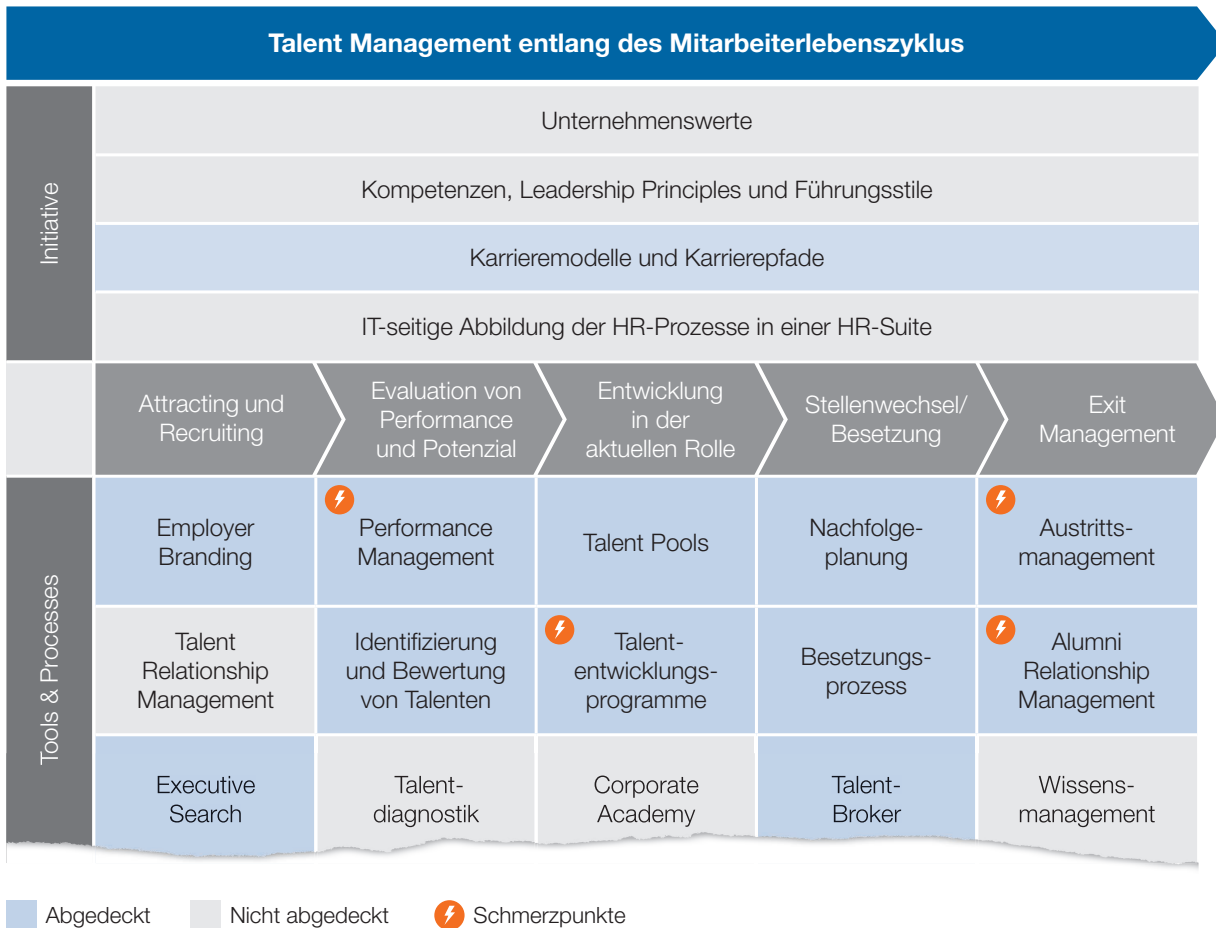 Talent Management entlang des Mitarbeiterlebenszyklus
Initiative
Unternehmenswerte
Kompetenzen, Leadership Principles und Führungsstile
Karrieremodelle und Karrierepfade
IT-seitige Abbildung der HR-Prozesse in einer HR-Suite
Attracting und
Recruiting
Evaluation von
Performance
und Potenzial
Entwicklung
in der
aktuellen Rolle
Stellenwechsel/
Besetzung
Exit
Management
Tools & Processes
Employer
Branding
Performance
Management
Talent Pools
Nachfolge-
planung
Austritts-
management
Talent
Relationship
Management
Identifizierung
und Bewertung
von Talenten
Talent-
entwicklungs-
programme
Besetzungs-
prozess
Alumni
Relationship
Management
Executive
Search
Talent-
diagnostik
Corporate
Academy
Talent-
Broker
Wissens-
management
Abgedeckt
Nicht abgedeckt
Schmerzpunkte